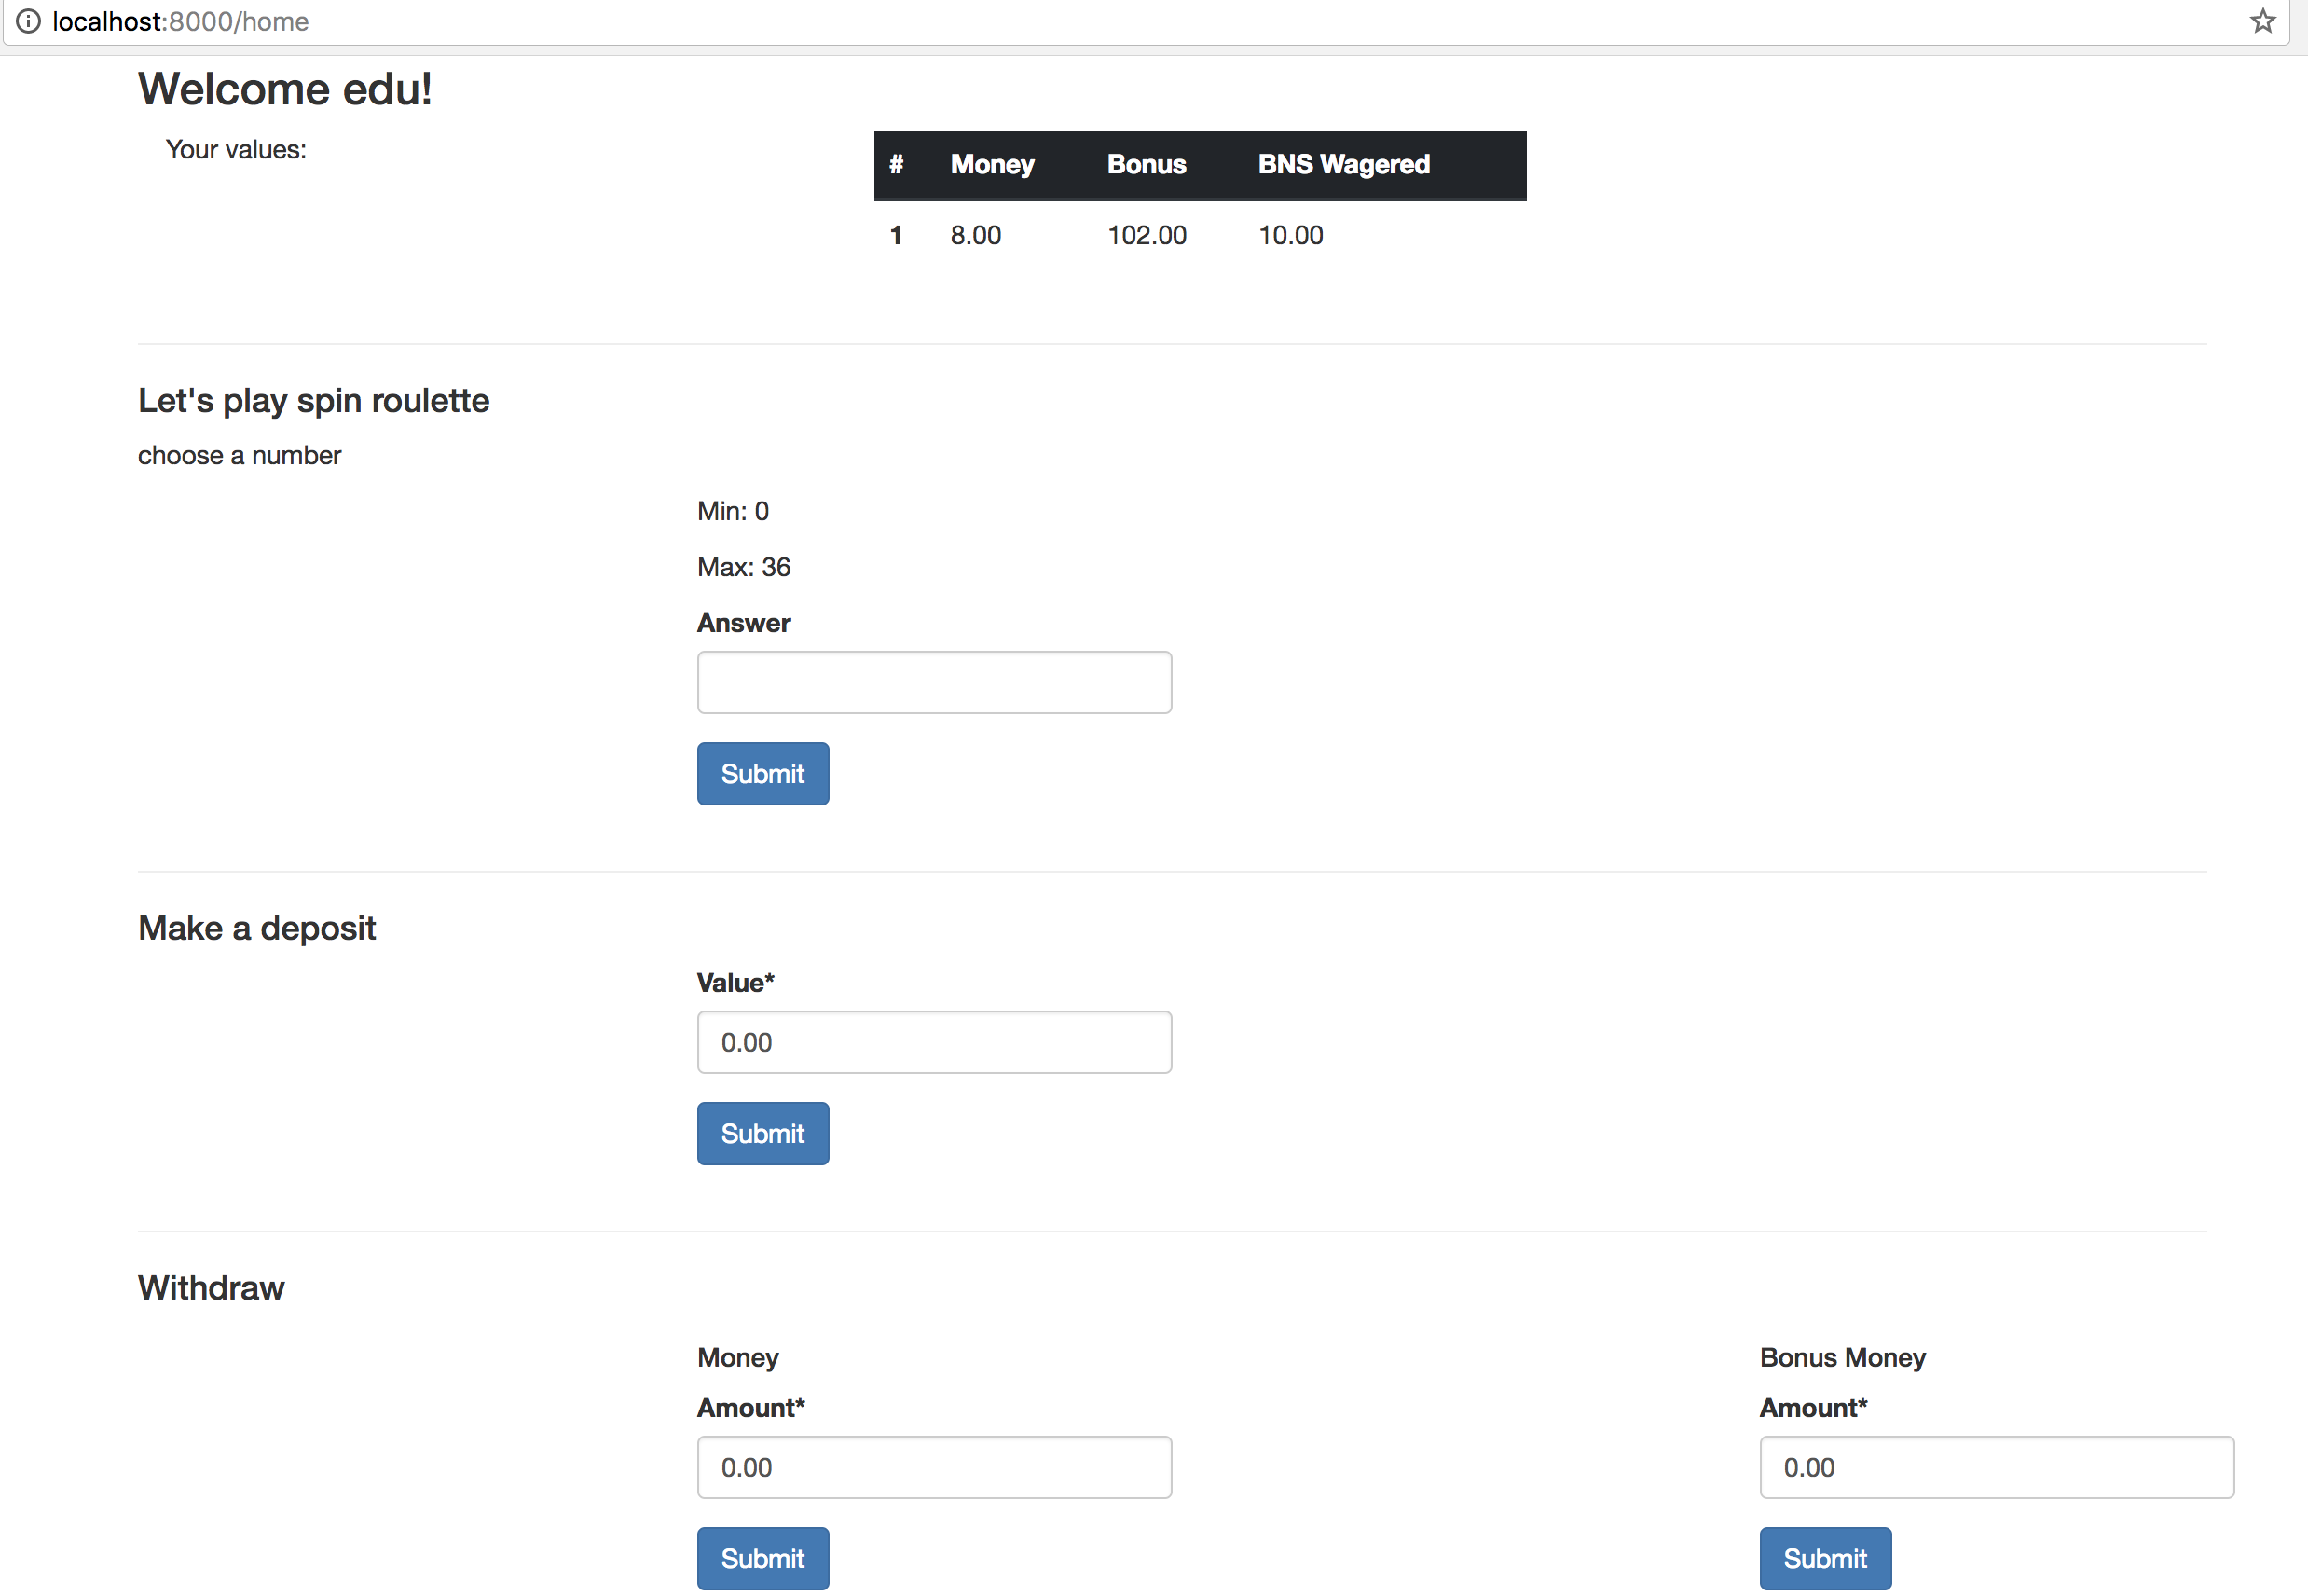 localhost:8000/home
Welcome edu!
Your values:
# Money Bonus BNS Wagered
1 8.00 102.00 10.00
Let's play spin roulette
choose a number
Min: 0
Max: 36
Answer
Submit
Make a deposit
Value*
0.00
Submit
Withdraw
Money
Amount*
0.00
Submit
Bonus Money
Amount*
0.00
Submit